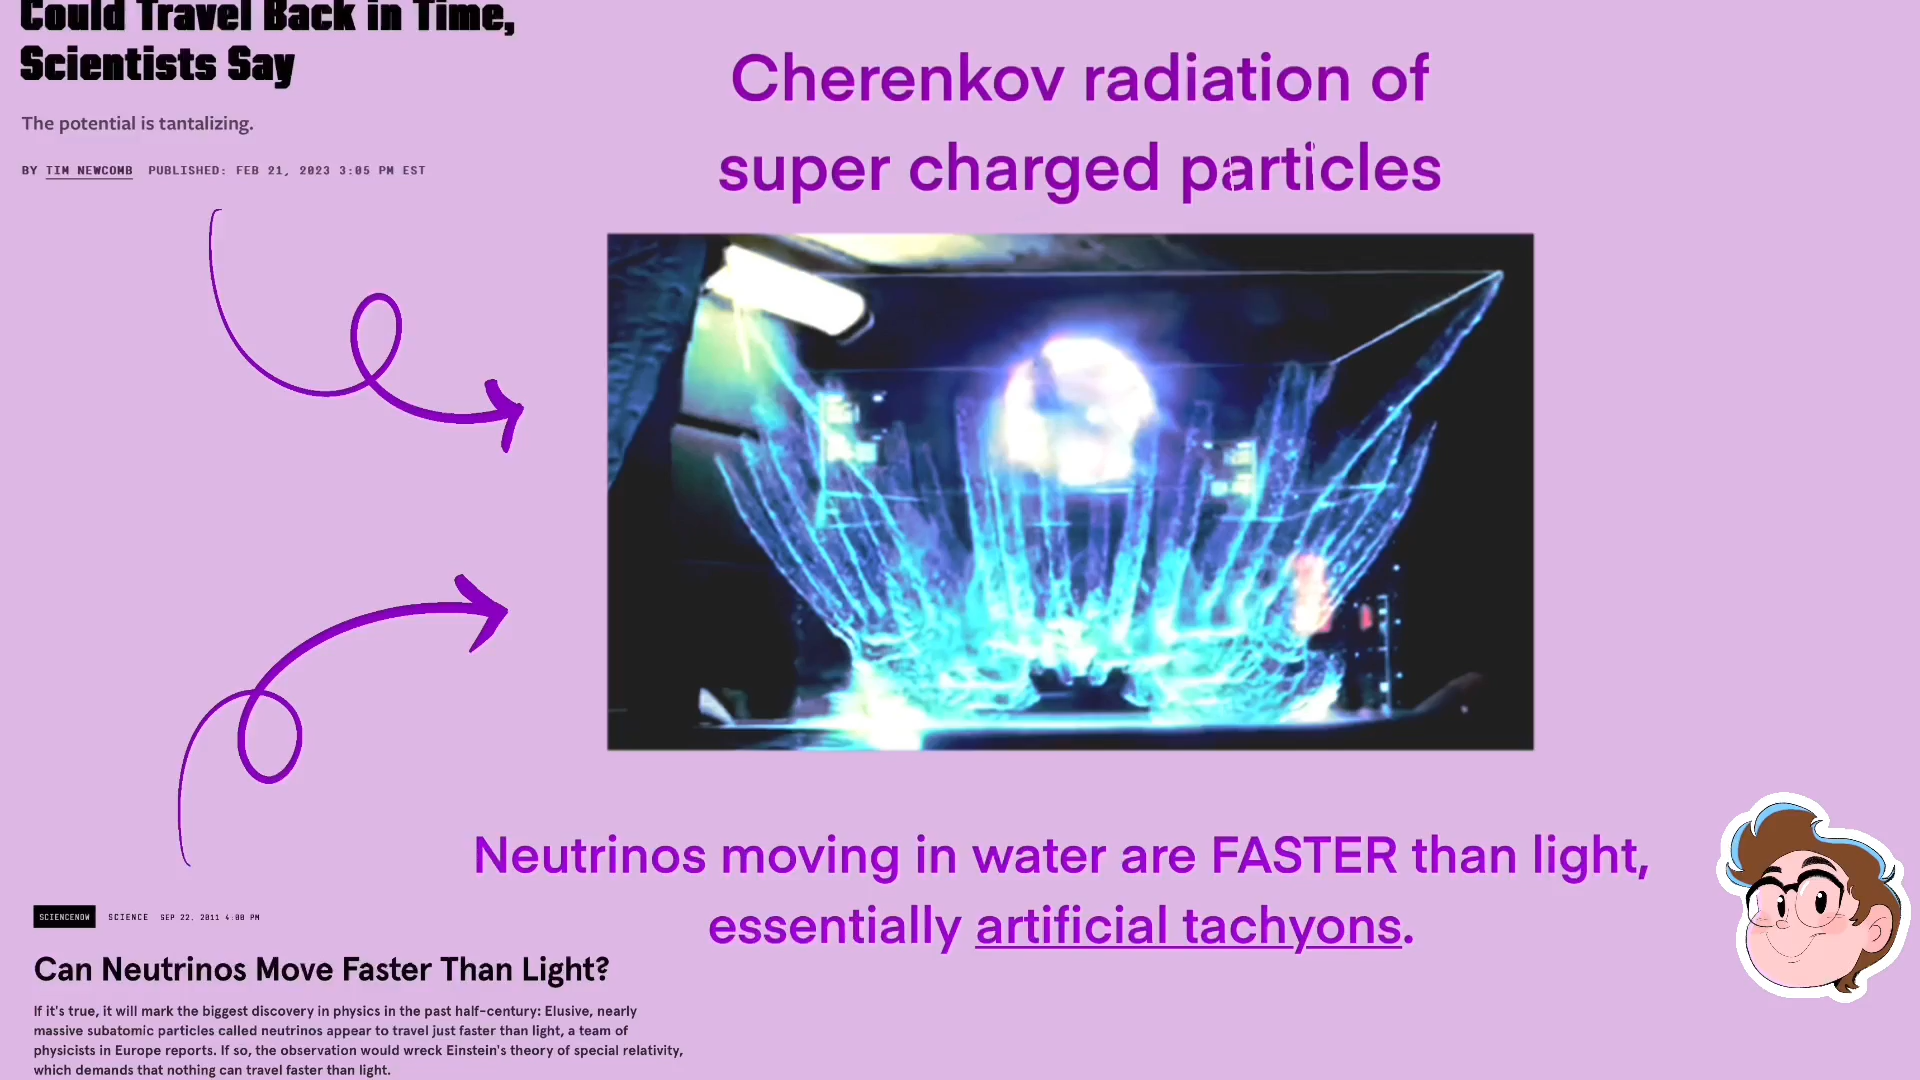 Could Travel Back in Time,
Scientists Say
The potential is tantalizing.
BY TIM NEWCOMB PUBLISHED: FEB 21, 2023 3:05 PM EST
Cherenkov radiation of
super charged particles
Neutrinos moving in water are FASTER than light,
essentially artificial tachyons.
SCIENCENOW SCIENCE SEP 22, 2011 4:00 PM
Can Neutrinos Move Faster Than Light?
If it's true, it will mark the biggest discovery in physics in the past half-century: Elusive, nearly
massive subatomic particles called neutrinos appear to travel just faster than light, a team of
physicists in Europe reports. If so, the observation would wreck Einstein's theory of special relativity,
which demands that nothing can travel faster than light.